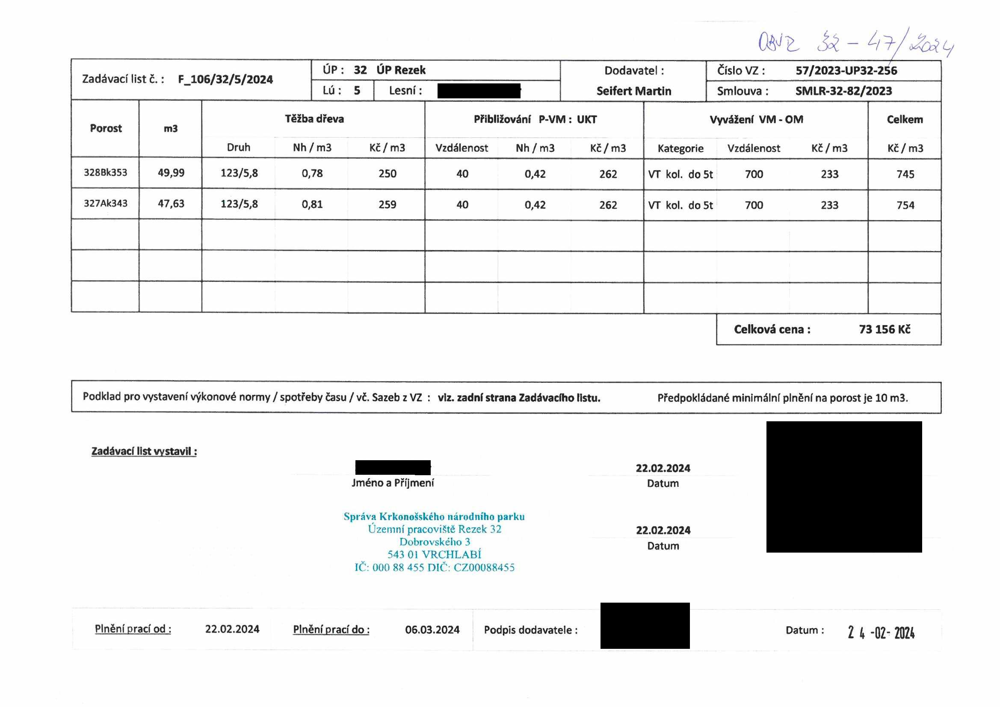 OBVR 32 - 47/2024
Zadávací list č. : F_106/32/5/2024
ÚP : 32 ÚP Rezek
Lú : 5 Lesní :
Dodavatel :
Seifert Martin
Číslo VZ : 57/2023-UP32-256
Smlouva : SMLR-32-82/2023
Porost m3 Těžba dřeva Přibližování P-VM : UKT Vyvážení VM - OM Celkem
Druh Nh / m3 Kč / m3 Vzdálenost Nh / m3 Kč / m3 Kategorie Vzdálenost Kč / m3 Kč / m3
328Bk353 49,99 123/5,8 0,78 250 40 0,42 262 VT kol. do 5t 700 233 745
327Ak343 47,63 123/5,8 0,81 259 40 0,42 262 VT kol. do 5t 700 233 754
Celková cena : 73 156 Kč
Podklad pro vystavení výkonové normy / spotřeby času / vč. Sazeb z VZ : viz. zadní strana Zadávacího listu. Předpokládané minimální plnění na porost je 10 m3.
Zadávací list vystavil :
22.02.2024
Jméno a Příjmení Datum
Správa Krkonošského národního parku
Územní pracoviště Rezek 32
Dobrovského 3
543 01 VRCHLABÍ
IČ: 000 88 455 DIČ: CZ00088455
22.02.2024
Datum
Plnění prací od : 22.02.2024 Plnění prací do : 06.03.2024 Podpis dodavatele : Datum : 24 -02- 2024